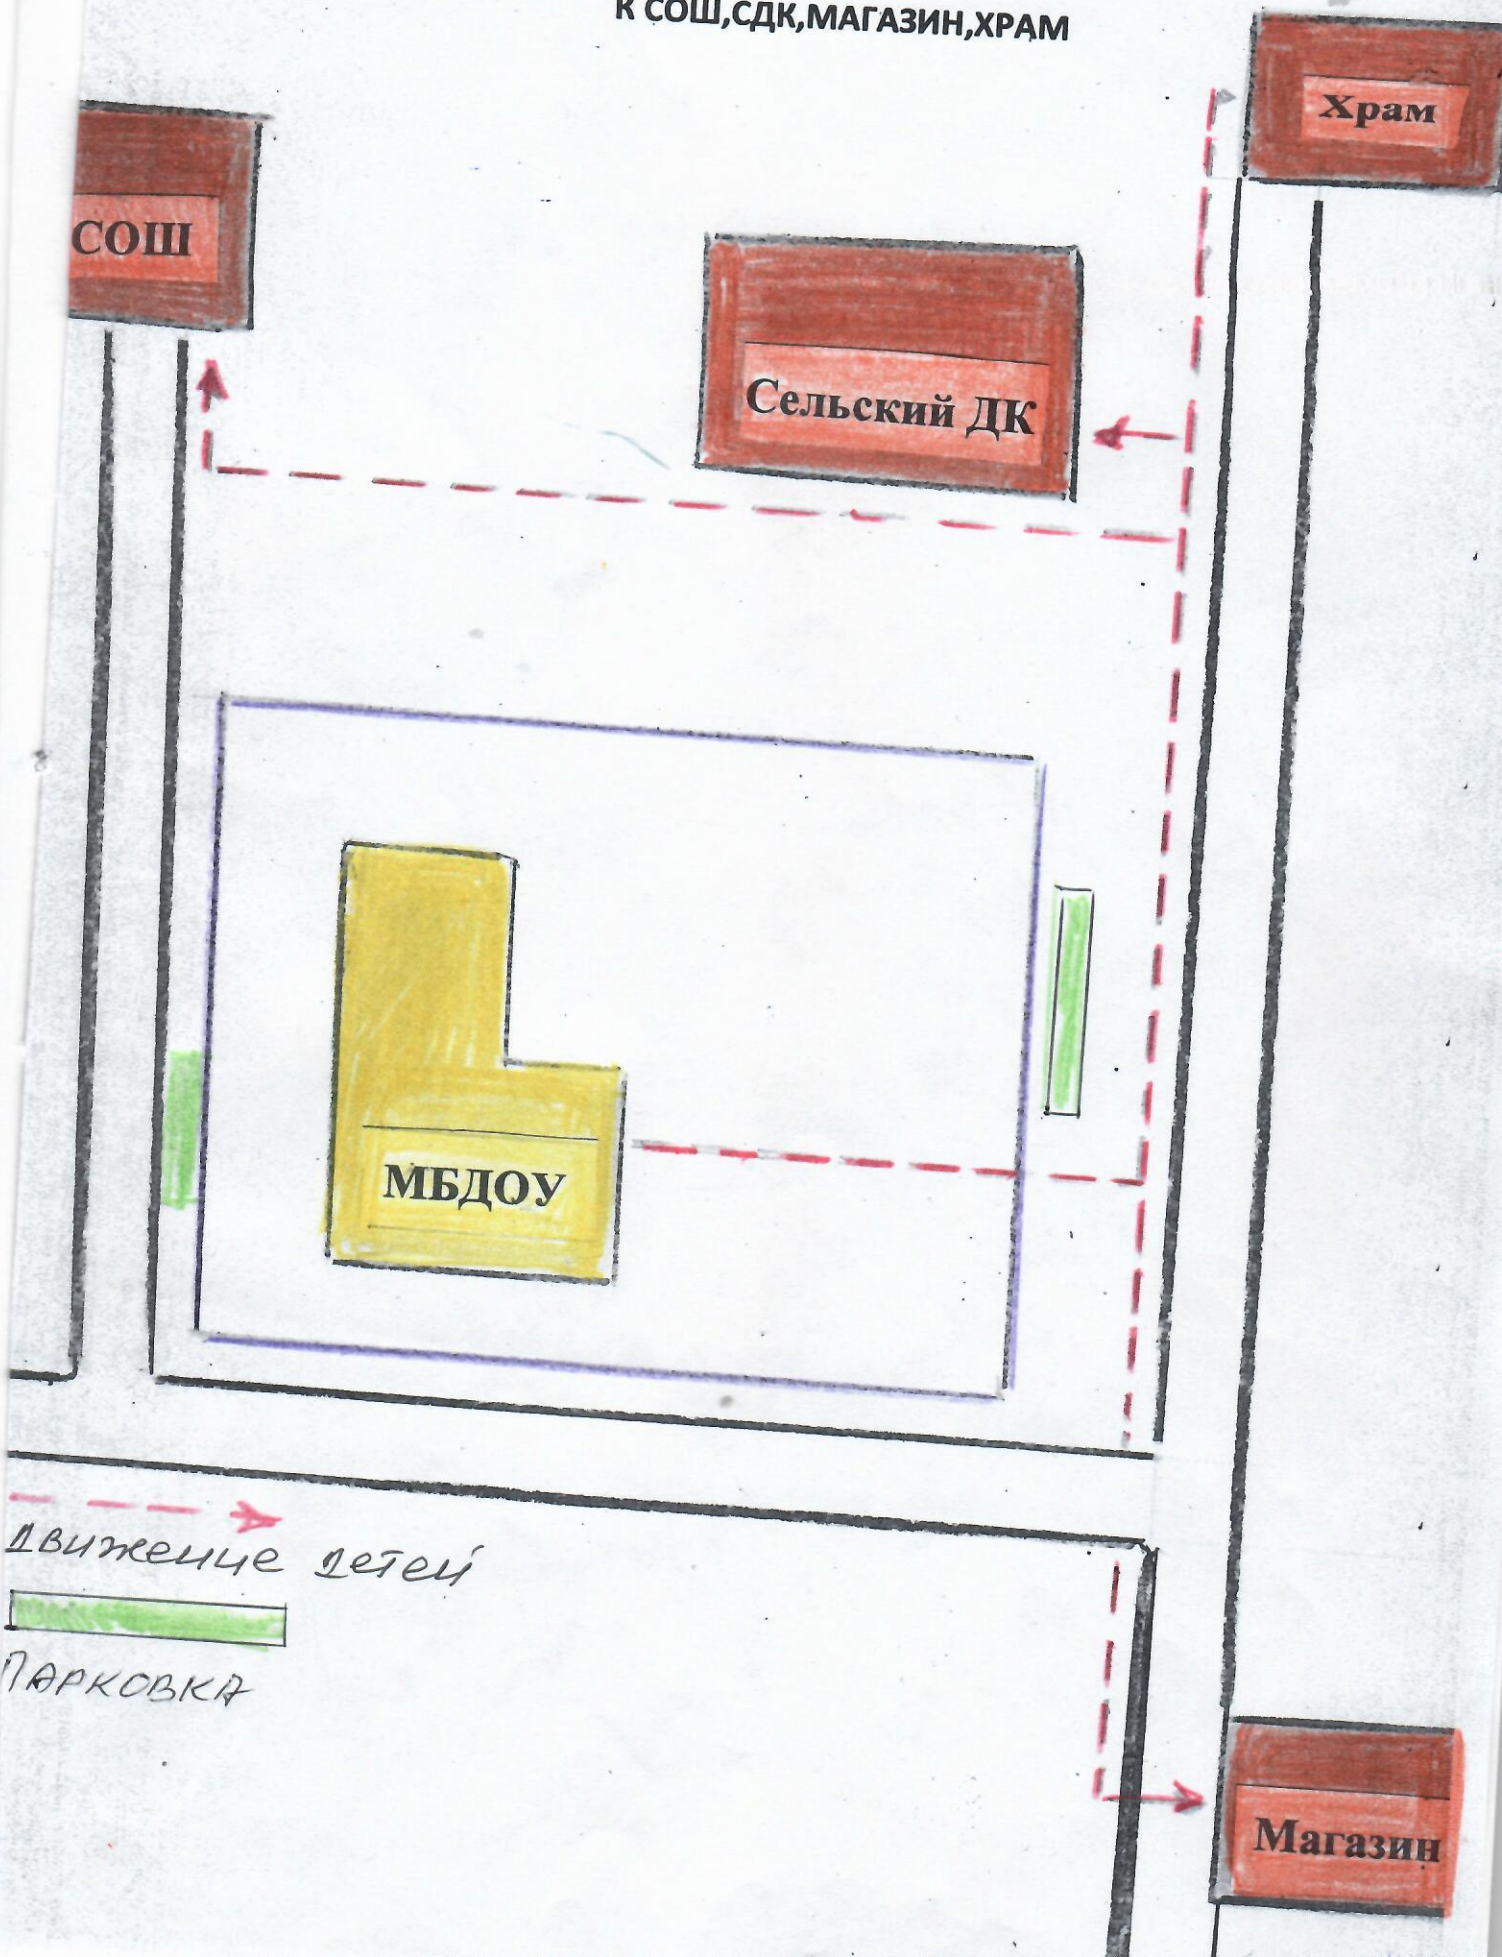 К СОШ,СДК,МАГАЗИН,ХРАМ
Храм
СОШ
Сельский ДК
МБДОУ
Движение детей
Парковка
Магазин